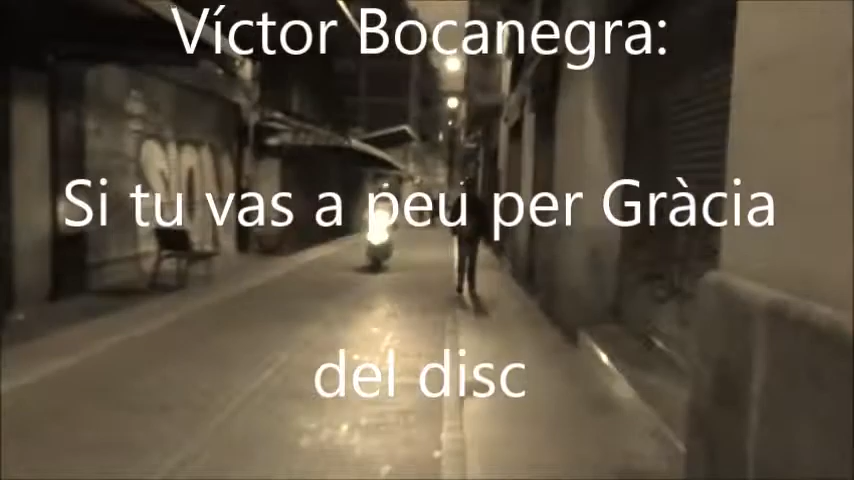 Víctor Bocanegra:
Si tu vas a peu per Gràcia
del disc